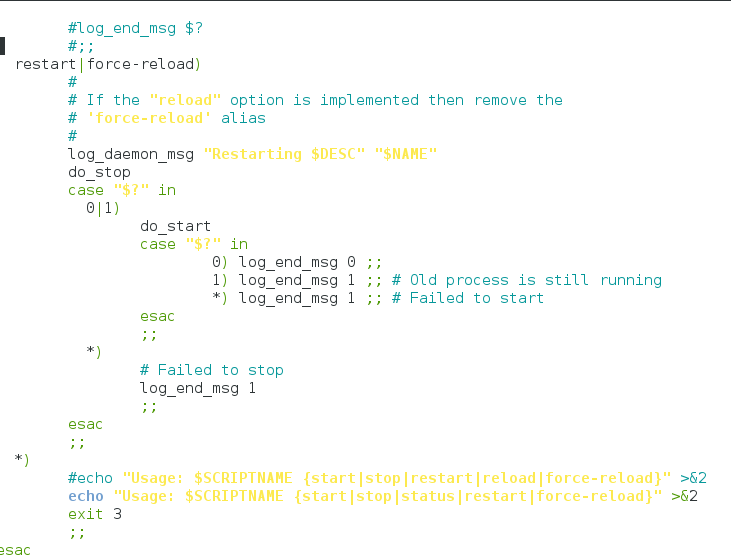 #log_end_msg $?
#;;
restart|force-reload)
#
# If the "reload" option is implemented then remove the
# 'force-reload' alias
#
log_daemon_msg "Restarting $DESC" "$NAME"
do_stop
case "$?" in
0|1)
do_start
case "$?" in
0) log_end_msg 0 ;;
1) log_end_msg 1 ;; # Old process is still running
*) log_end_msg 1 ;; # Failed to start
esac
;;
*)
# Failed to stop
log_end_msg 1
;;
esac
;;
*)
#echo "Usage: $SCRIPTNAME {start|stop|restart|reload|force-reload}" >&2
echo "Usage: $SCRIPTNAME {start|stop|status|restart|force-reload}" >&2
exit 3
;;
esac